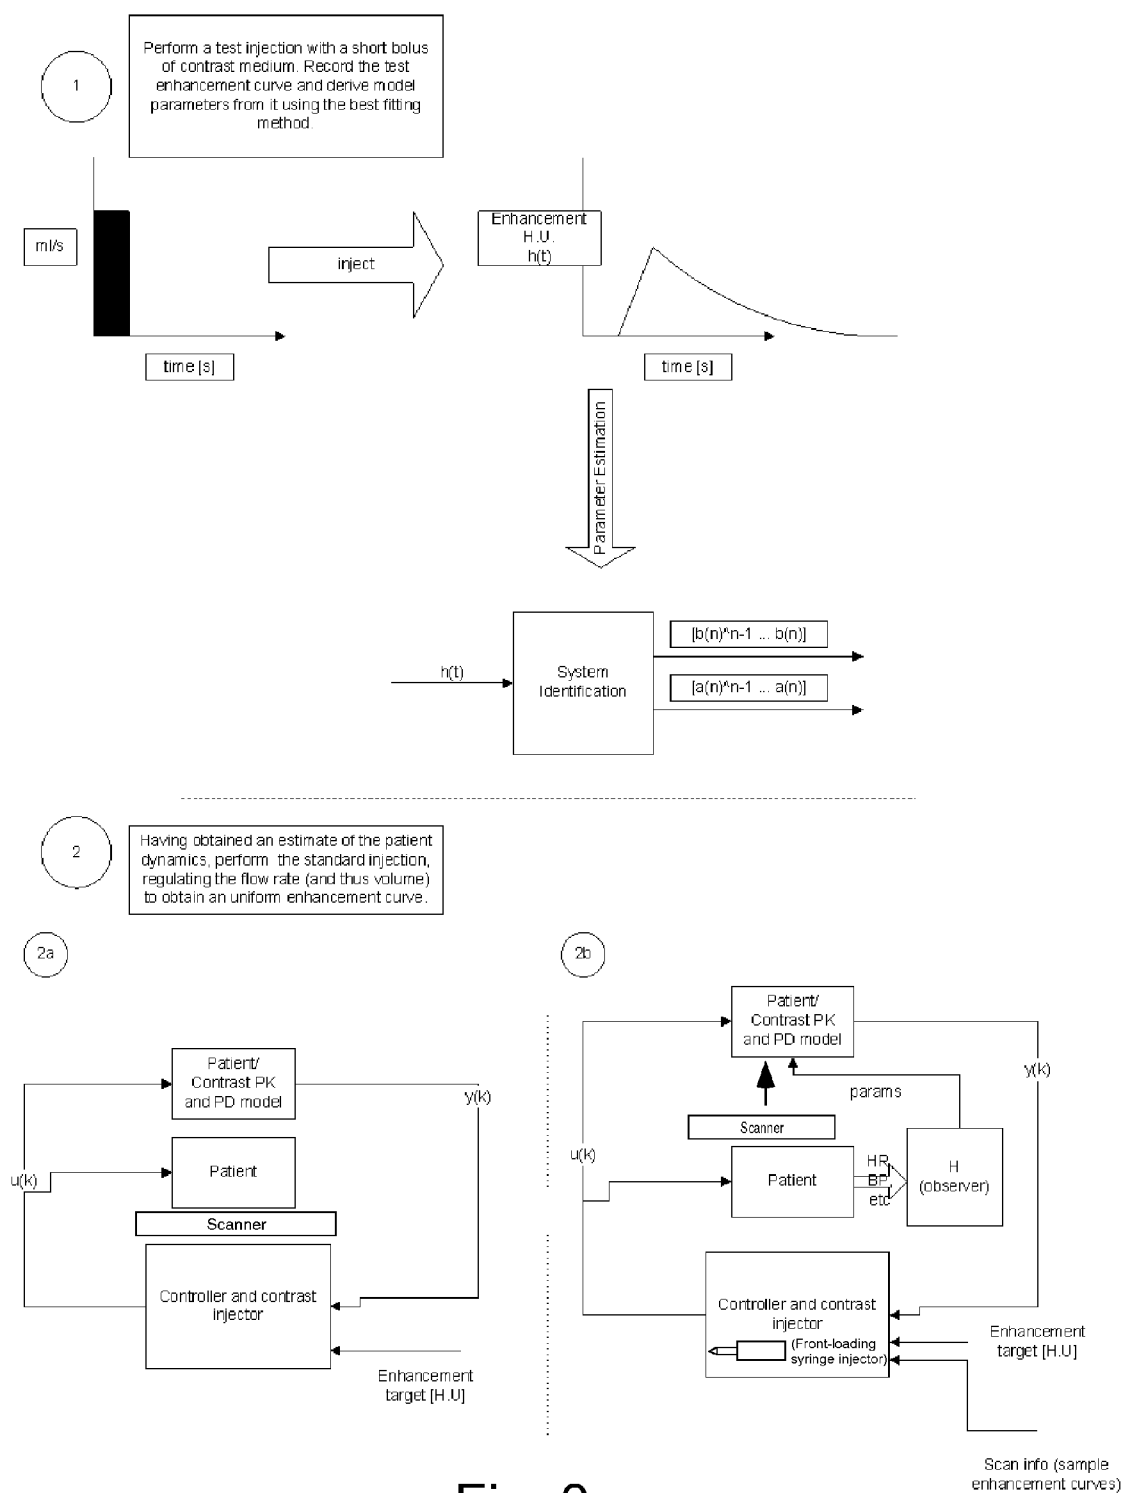 1
Perform a test injection with a short bolus
of contrast medium. Record the test
enhancement curve and derive model
parameters from it using the best fitting
method.
ml/s
inject
Enhancement
H.U.
h(t)
time [s]
time [s]
Parameter Estimation
h(t)
System
Identification
[b(n)^n-1 ... b(n)]
[a(n)^n-1 ... a(n)]
2
Having obtained an estimate of the patient
dynamics, perform the standard injection,
regulating the flow rate (and thus volume)
to obtain an uniform enhancement curve.
2a
Patient/
Contrast PK
and PD model
y(k)
u(k)
Patient
Scanner
Controller and contrast
injector
Enhancement
target [H.U]
2b
Patient/
Contrast PK
and PD model
y(k)
params
Scanner
u(k)
Patient
HR
BP
etc
H
(observer)
Controller and contrast
injector
(Front-loading
syringe injector)
Enhancement
target [H.U]
Scan info (sample
enhancement curves)